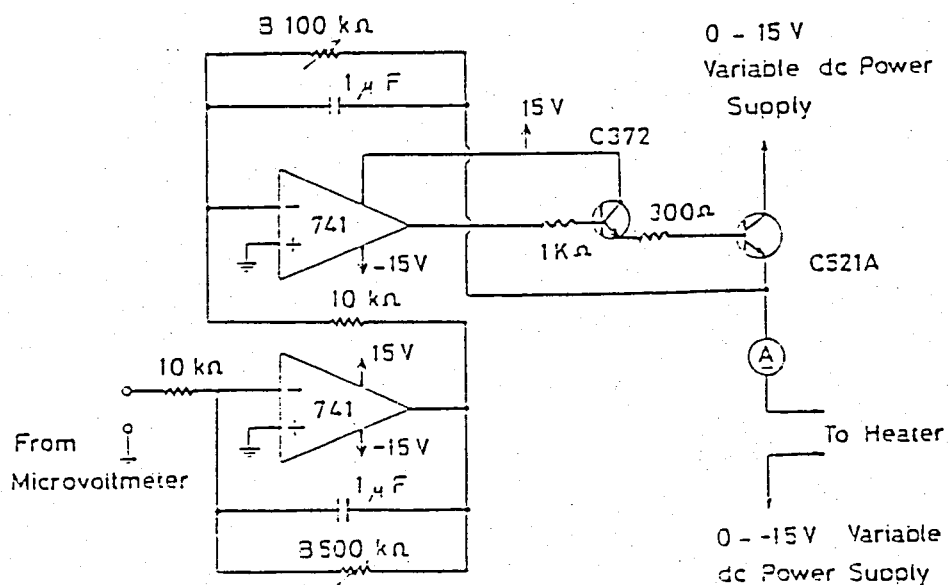 B 100 kΩ
1 μF
0 - 15 V
Variable dc Power
Supply
15 V
C372
-
741
+
-15 V
1KΩ
300Ω
C521A
10 kΩ
10 kΩ
15 V
-
741
+
-15 V
A
From
Microvoltmeter
To Heater
1 μF
B 500 kΩ
0 - -15 V Variable
dc Power Supply